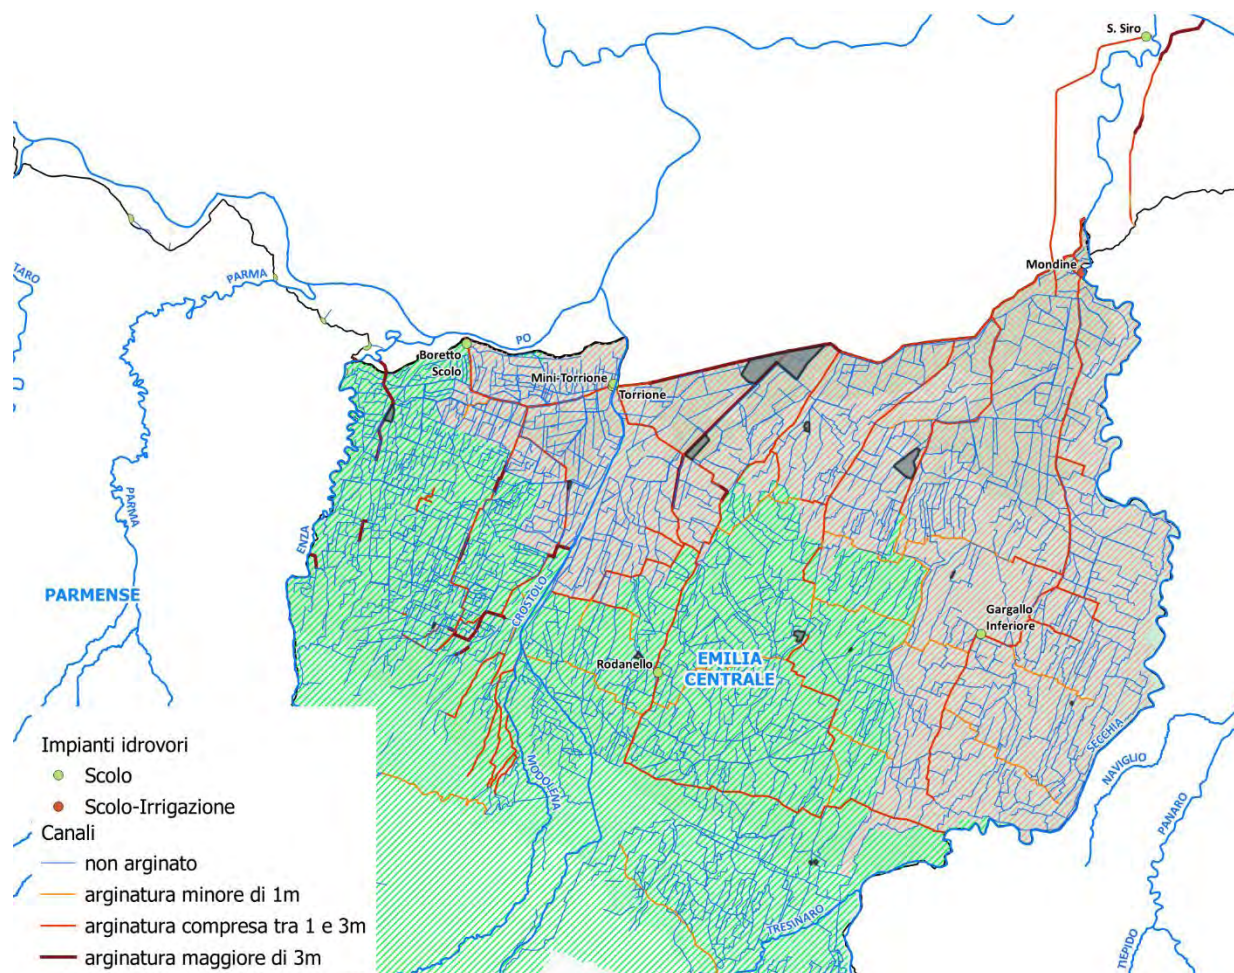 S. Siro
TARO
PARMA
Mondine
PO
Boretto
Scolo
Mini-Torrione
Torrione
PARMA
ENZA
PARMENSE
CROSTOLO
Gargallo
Inferiore
Rodanello
EMILIA
CENTRALE
SECCHIA
NAVIGLIO
MODOLENA
PANARO
TRESINARO
TIEPIDO
Impianti idrovori
Scolo
Scolo-Irrigazione
Canali
non arginato
arginatura minore di 1m
arginatura compresa tra 1 e 3m
arginatura maggiore di 3m